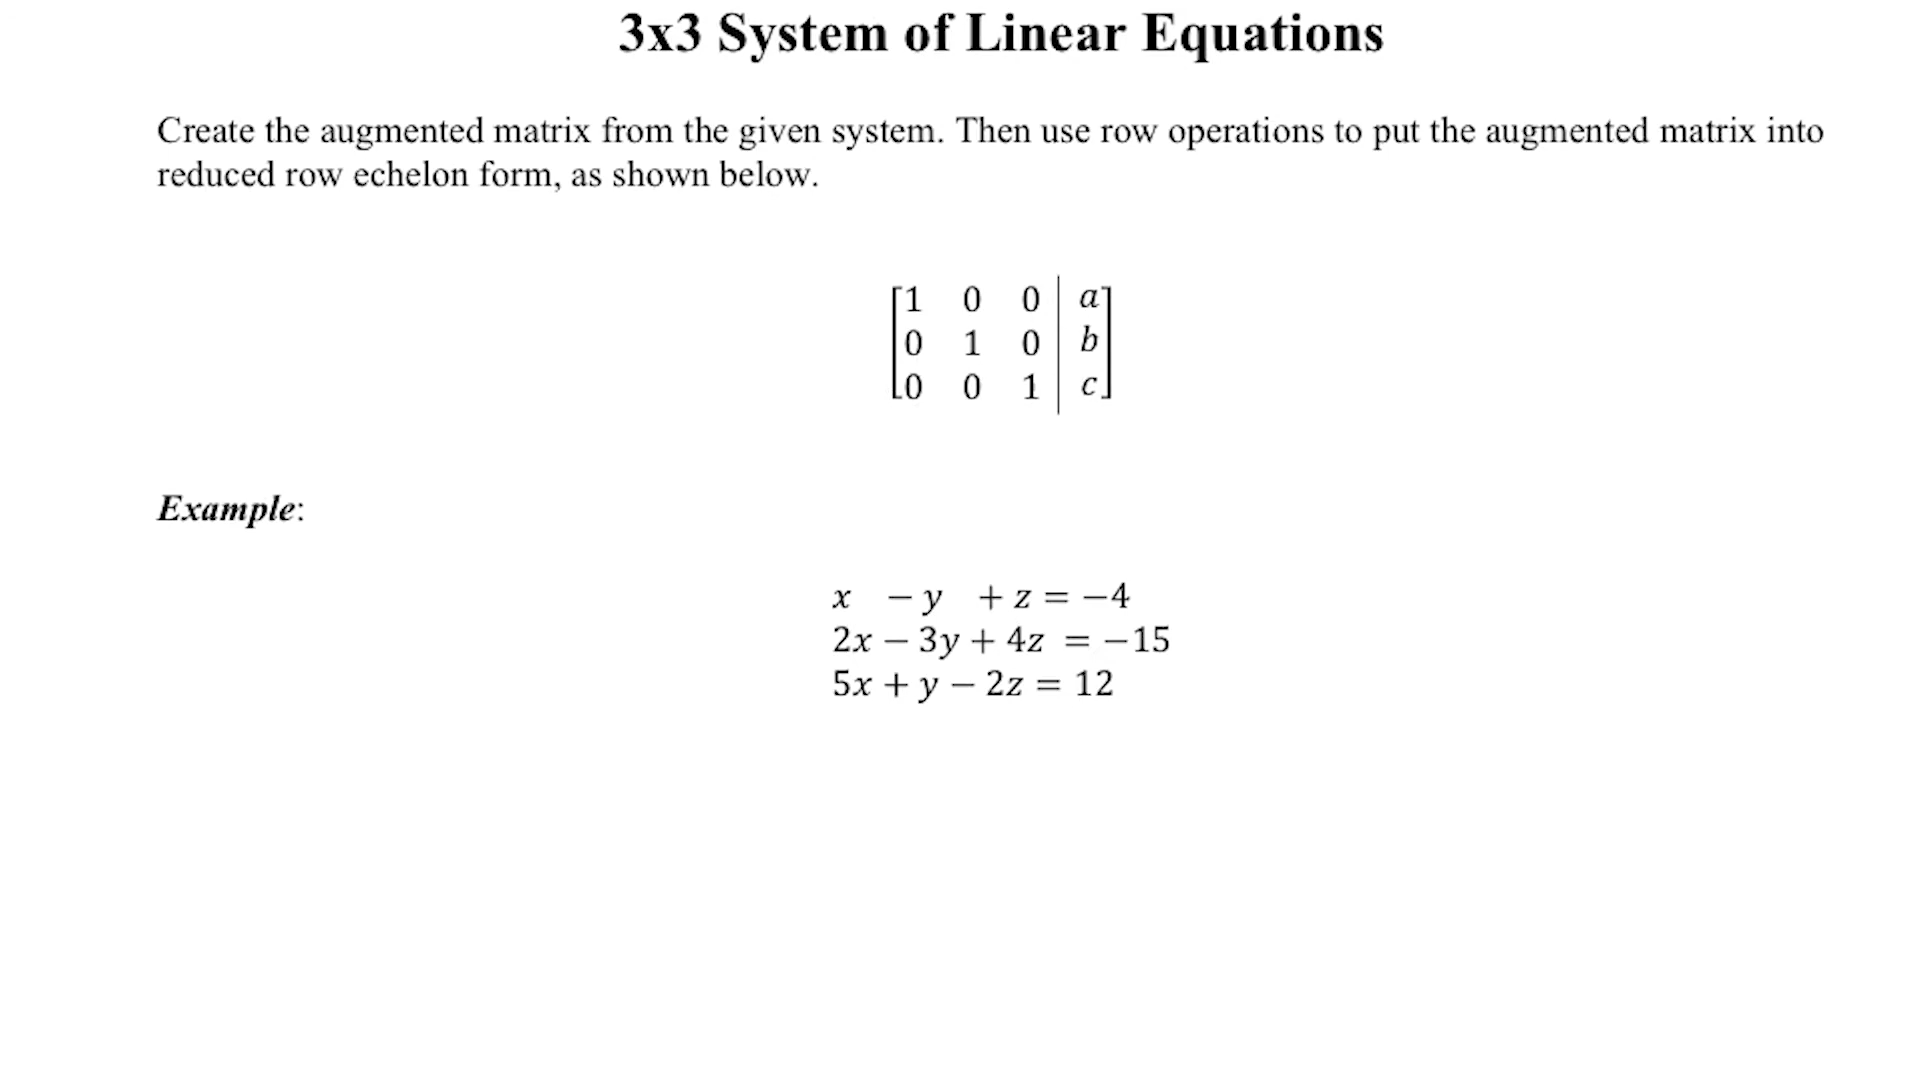 3x3 System of Linear Equations
Create the augmented matrix from the given system. Then use row operations to put the augmented matrix into
reduced row echelon form, as shown below.
[1 0 0 | a]
[0 1 0 | b]
[0 0 1 | c]
Example:
x − y + z = −4
2x − 3y + 4z = −15
5x + y − 2z = 12